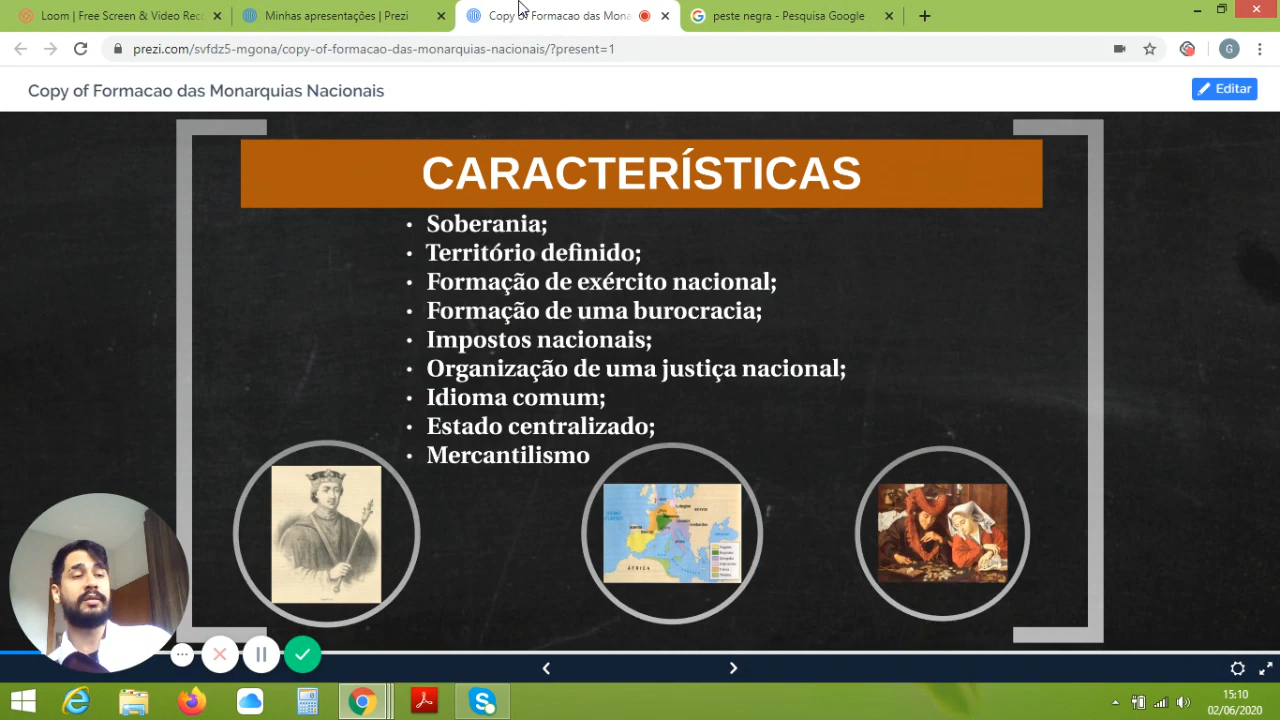 Loom | Free Screen & Video Rec
Minhas apresentações | Prezi
Copy of Formacao das Mona
peste negra - Pesquisa Google
prezi.com/svfdz5-mgona/copy-of-formacao-das-monarquias-nacionais/?present=1
G
Copy of Formacao das Monarquias Nacionais
Editar
CARACTERÍSTICAS
• Soberania;
• Território definido;
• Formação de exército nacional;
• Formação de uma burocracia;
• Impostos nacionais;
• Organização de uma justiça nacional;
• Idioma comum;
• Estado centralizado;
• Mercantilismo
ÁFRICA
15:10
02/06/2020